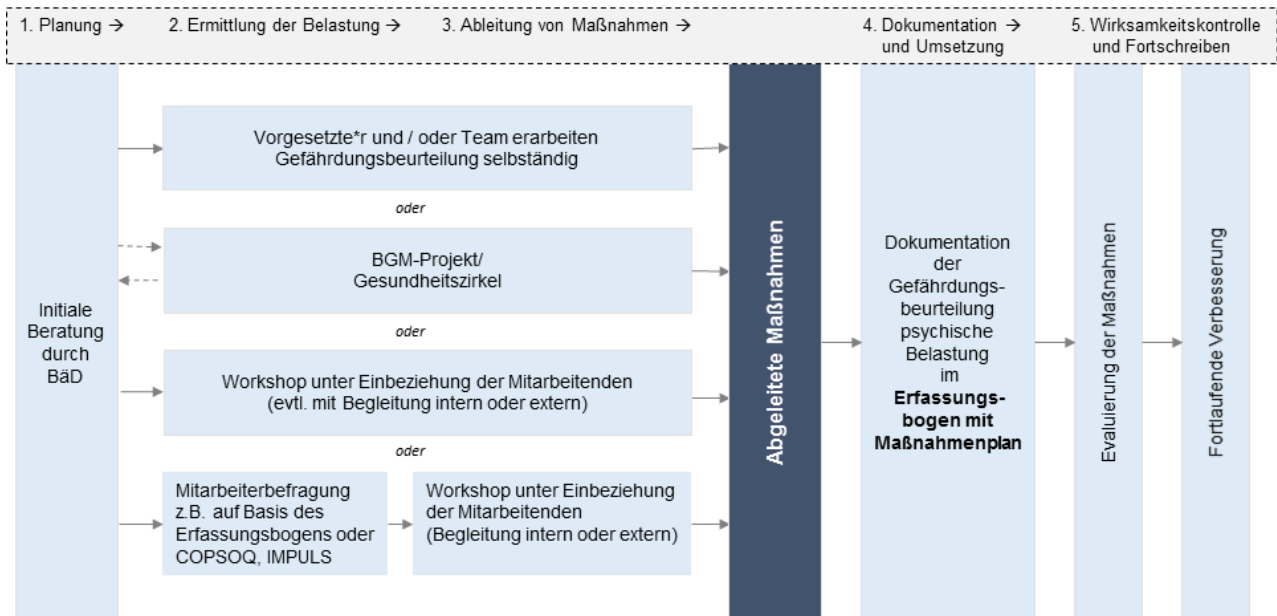 1. Planung →
2. Ermittlung der Belastung →
3. Ableitung von Maßnahmen →
4. Dokumentation →
und Umsetzung
5. Wirksamkeitskontrolle
und Fortschreiben
Initiale
Beratung
durch
BäD
Vorgesetzte*r und / oder Team erarbeiten
Gefährdungsbeurteilung selbständig
oder
BGM-Projekt/
Gesundheitszirkel
oder
Workshop unter Einbeziehung der Mitarbeitenden
(evtl. mit Begleitung intern oder extern)
oder
Mitarbeiterbefragung
z.B. auf Basis des
Erfassungsbogens oder
COPSOQ, IMPULS
Workshop unter Einbeziehung
der Mitarbeitenden
(Begleitung intern oder extern)
Abgeleitete Maßnahmen
Dokumentation
der
Gefährdungs-
beurteilung
psychische
Belastung
im
Erfassungs-
bogen mit
Maßnahmenplan
Evaluierung der Maßnahmen
Fortlaufende Verbesserung